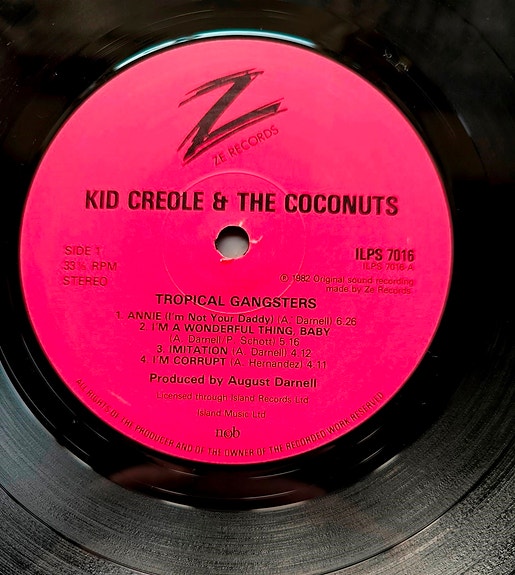 Z
ZE RECORDS
KID CREOLE & THE COCONUTS
SIDE 1
33⅓ RPM
STEREO
ILPS 7016
ILPS 7016-A
℗ 1982 Original sound recording
made by Ze Records.
TROPICAL GANGSTERS
1. ANNIE (I'm Not Your Daddy) (A. Darnell) 6:26
2. I'M A WONDERFUL THING, BABY
(A. Darnell/P. Schott) 5:16
3. IMITATION (A. Darnell) 4:12
4. I'M CORRUPT (A. Hernandez) 4:11
Produced by August Darnell
Licensed through Island Records Ltd.
Island Music Ltd.
ncb
ALL RIGHTS OF THE PRODUCER AND OF THE OWNER OF THE RECORDED WORK RESERVED